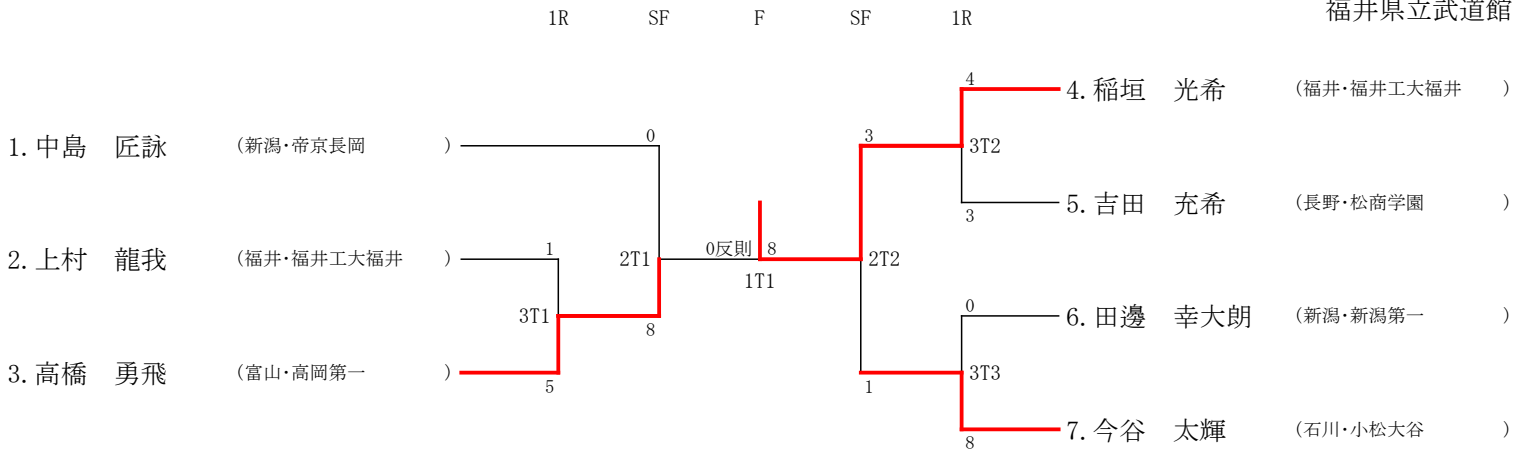 福井県立武道館
1R SF F SF 1R
4 4.稲垣 光希 (福井・福井工大福井 )
1.中島 匠詠 (新潟・帝京長岡 ) 0 3 3T2
3 5.吉田 充希 (長野・松商学園 )
2.上村 龍我 (福井・福井工大福井 ) 1 2T1 0反則 8 2T2
1T1
3T1 8 0 6.田邊 幸大朗 (新潟・新潟第一 )
3.高橋 勇飛 (富山・高岡第一 ) 5 1 3T3
8 7.今谷 太輝 (石川・小松大谷 )